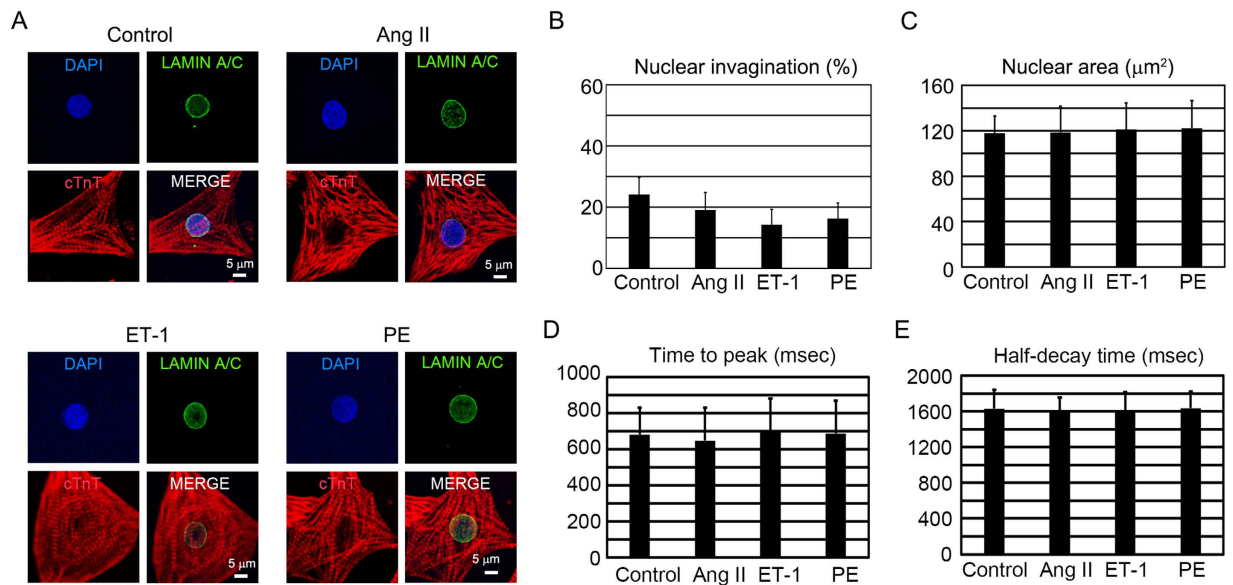 A
Control
DAPI
LAMIN A/C
cTnT
MERGE
5 μm
Ang II
DAPI
LAMIN A/C
cTnT
MERGE
5 μm
ET-1
DAPI
LAMIN A/C
cTnT
MERGE
5 μm
PE
DAPI
LAMIN A/C
cTnT
MERGE
5 μm
B
Nuclear invagination (%)
60
40
20
0
Control Ang II ET-1 PE
C
Nuclear area (μm²)
160
120
80
40
0
Control Ang II ET-1 PE
D
Time to peak (msec)
1000
800
600
400
200
0
Control Ang II ET-1 PE
E
Half-decay time (msec)
2000
1600
1200
800
400
0
Control Ang II ET-1 PE